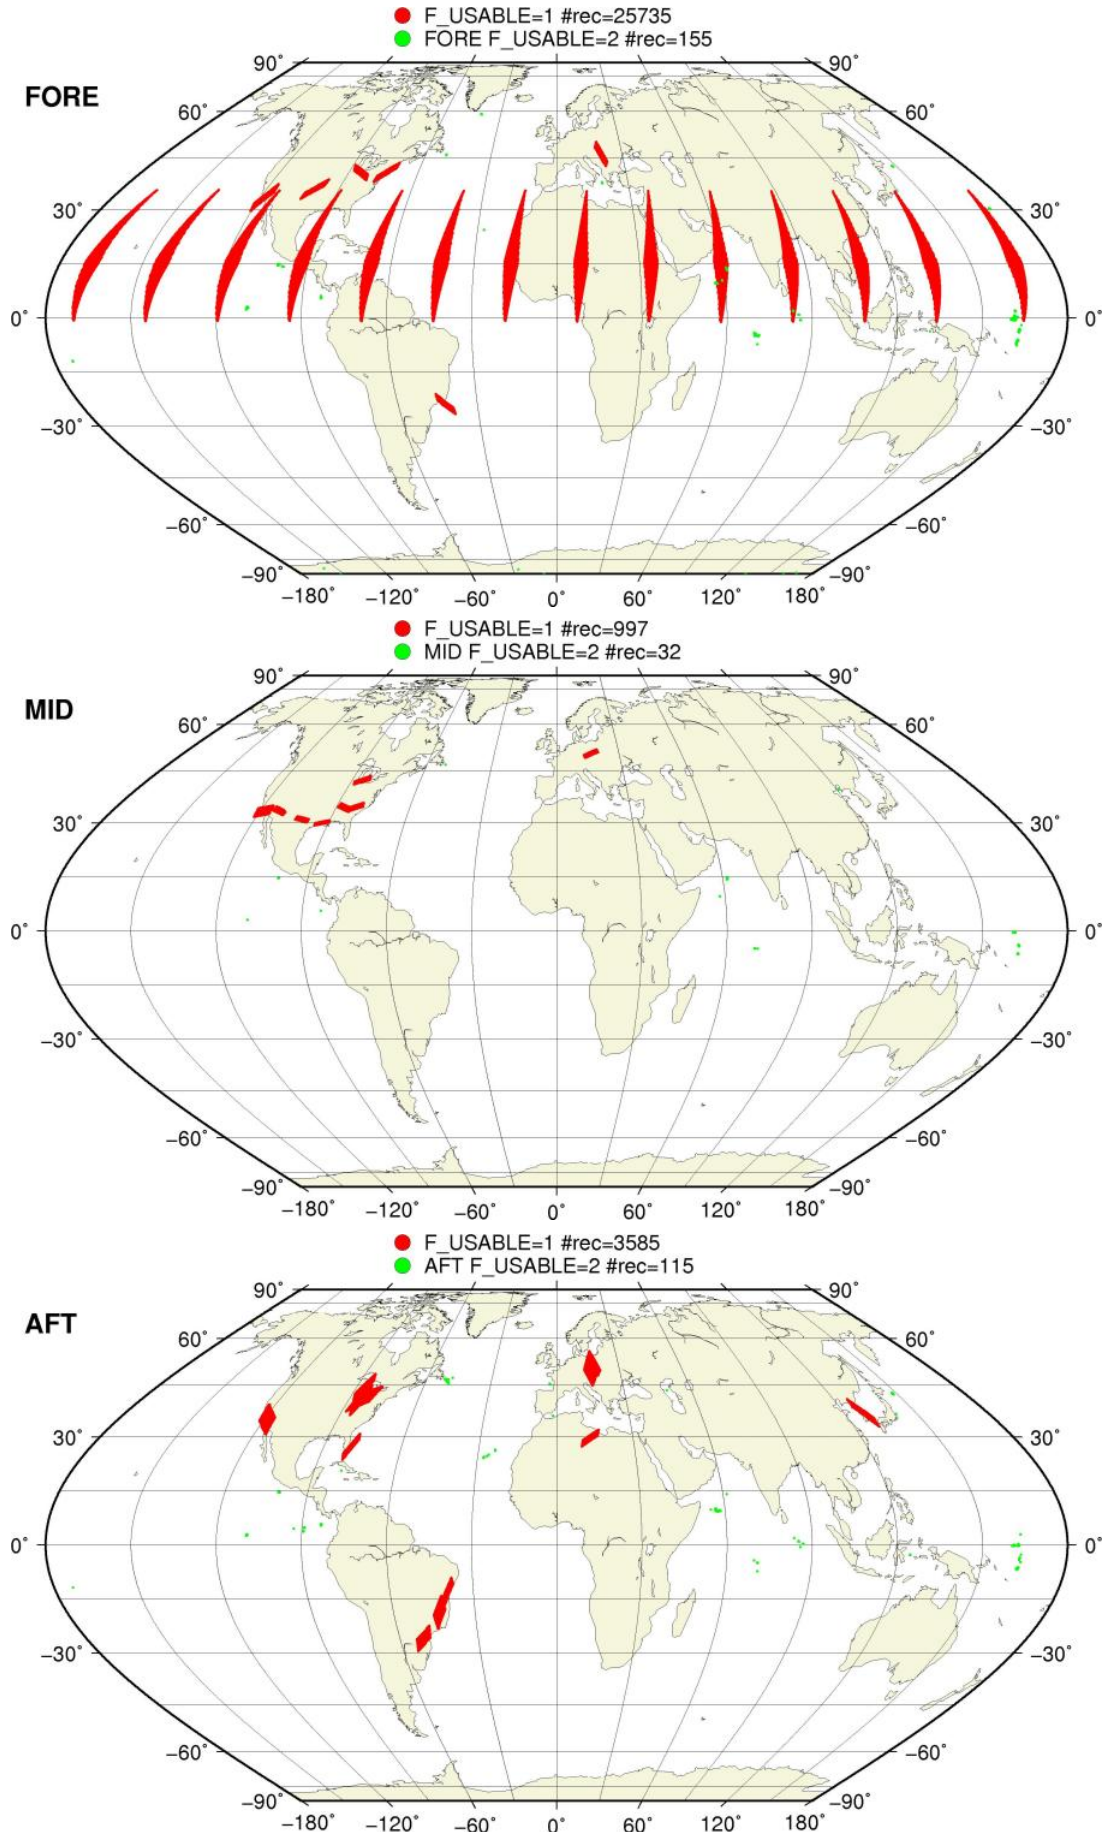 F_USABLE=1 #rec=25735
FORE F_USABLE=2 #rec=155
FORE
90° 90°
60° 60°
30° 30°
0° 0°
−30° −30°
−60° −60°
−90° −90°
−180° −120° −60° 0° 60° 120° 180°
F_USABLE=1 #rec=997
MID F_USABLE=2 #rec=32
MID
90° 90°
60° 60°
30° 30°
0° 0°
−30° −30°
−60° −60°
−90° −90°
−180° −120° −60° 0° 60° 120° 180°
F_USABLE=1 #rec=3585
AFT F_USABLE=2 #rec=115
AFT
90° 90°
60° 60°
30° 30°
0° 0°
−30° −30°
−60° −60°
−90° −90°
−180° −120° −60° 0° 60° 120° 180°